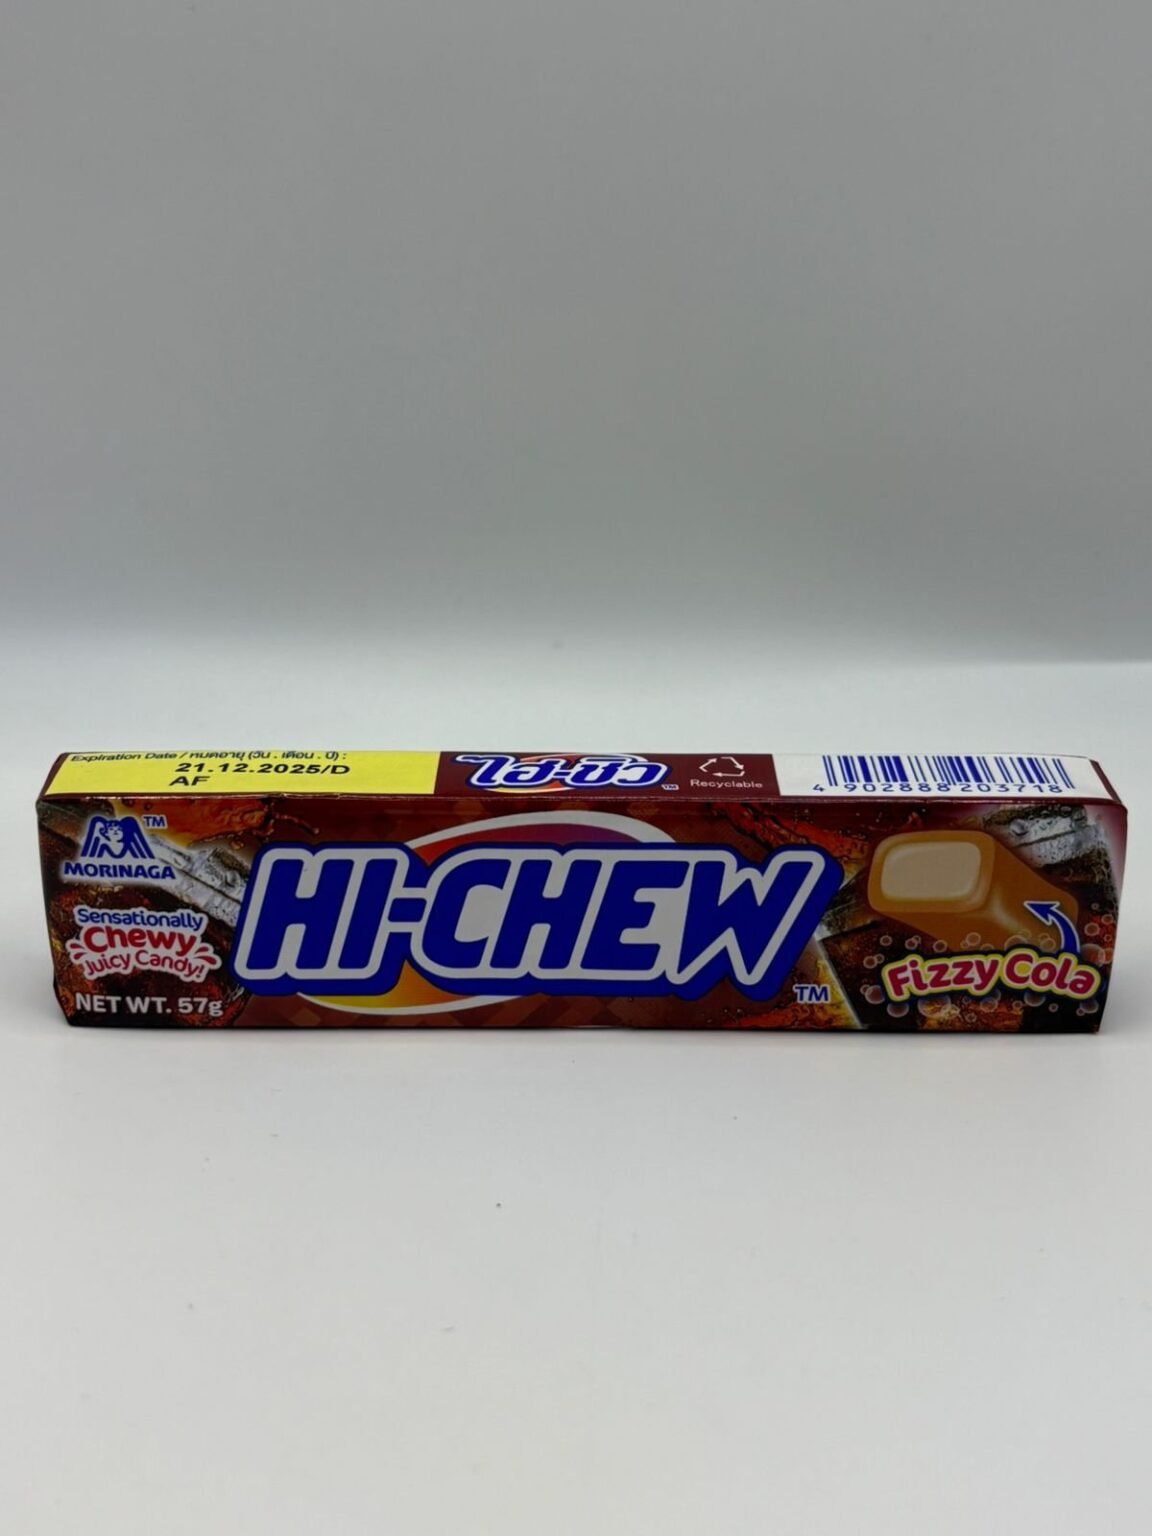 Expiration Date / หมดอายุ (วัน . เดือน . ปี) :
21.12.2025/D
AF
ไฮ-ชิว
TM
Recyclable
4 902888 203718
TM
MORINAGA
Sensationally
Chewy
Juicy Candy!
NET WT. 57g
HI-CHEW
TM
Fizzy Cola